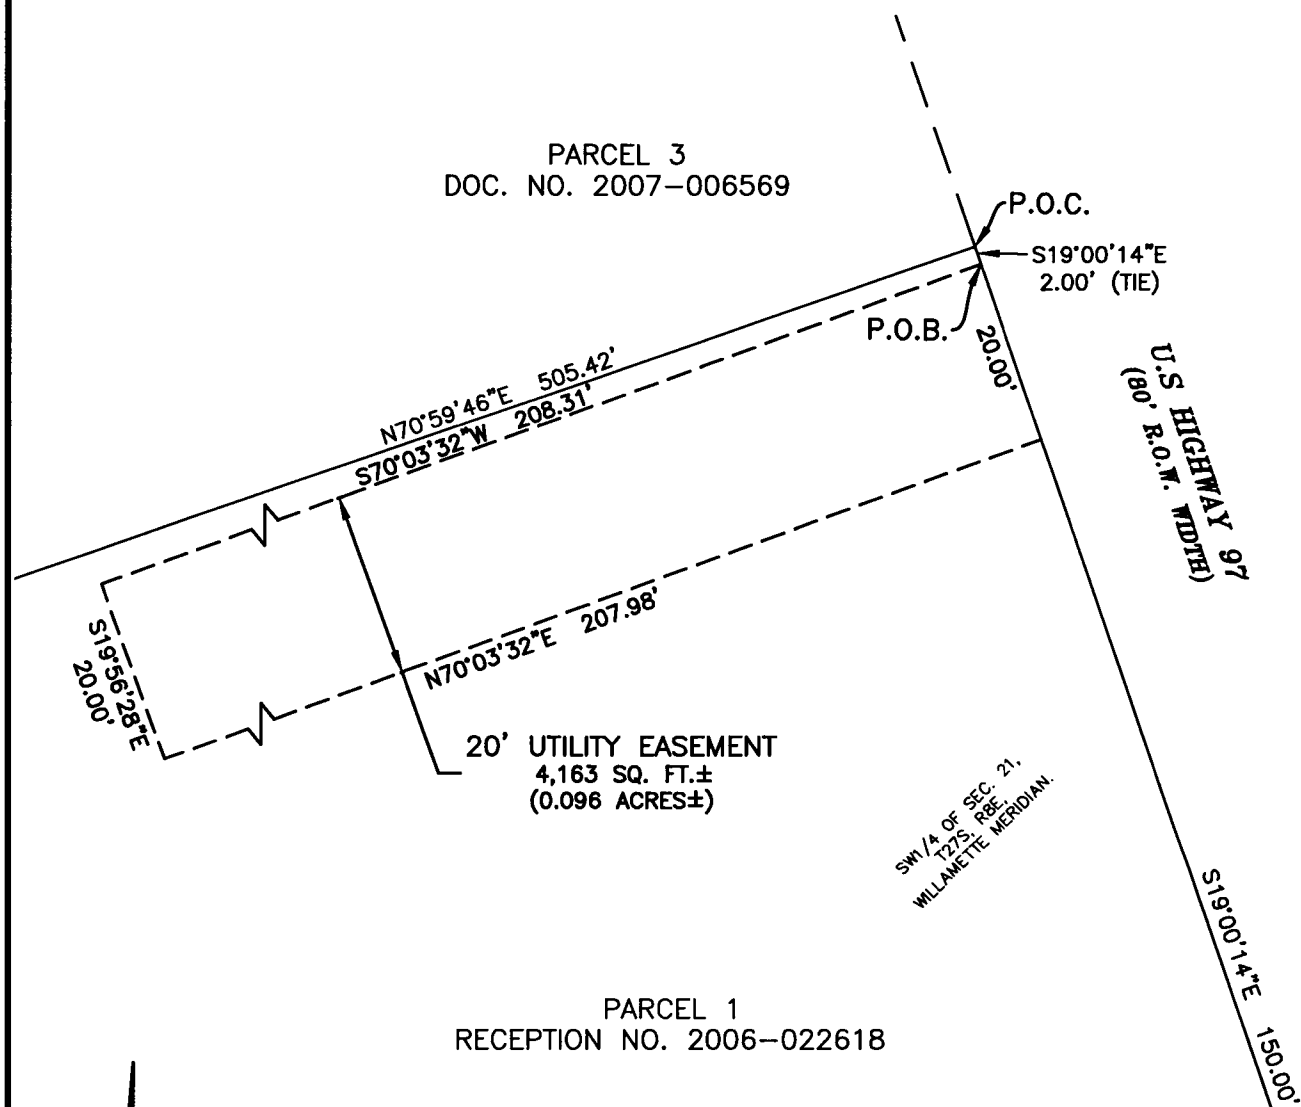 PARCEL 3
DOC. NO. 2007-006569
P.O.C.
S19°00'14"E
2.00' (TIE)
P.O.B.
20.00'
U.S HIGHWAY 97
(80' R.O.W. WIDTH)
N70°59'46"E 505.42'
S70°03'32"W 208.31'
S19°56'28"E
20.00'
N70°03'32"E 207.98'
20' UTILITY EASEMENT
4,163 SQ. FT.±
(0.096 ACRES±)
SW1/4 OF SEC. 21,
T27S, R8E,
WILLAMETTE MERIDIAN.
S19°00'14"E 150.00'
PARCEL 1
RECEPTION NO. 2006-022618